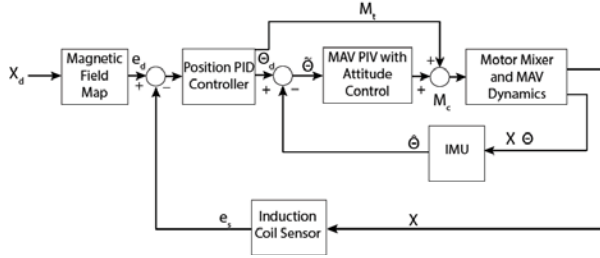 M_t
X_d
Magnetic
Field
Map
e_d
+
−
Position PID
Controller
Θ_d
+
−
Θ̃
MAV PIV with
Attitude
Control
+
+
M_c
Motor Mixer
and MAV
Dynamics
Θ̂
IMU
X Θ
e_s
Induction
Coil Sensor
X